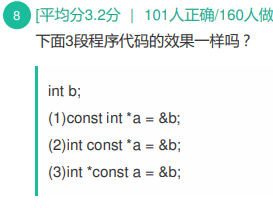 8
[平均分3.2分 | 101人正确/160人做
下面3段程序代码的效果一样吗？
int b;
(1)const int *a = &b;
(2)int const *a = &b;
(3)int *const a = &b;